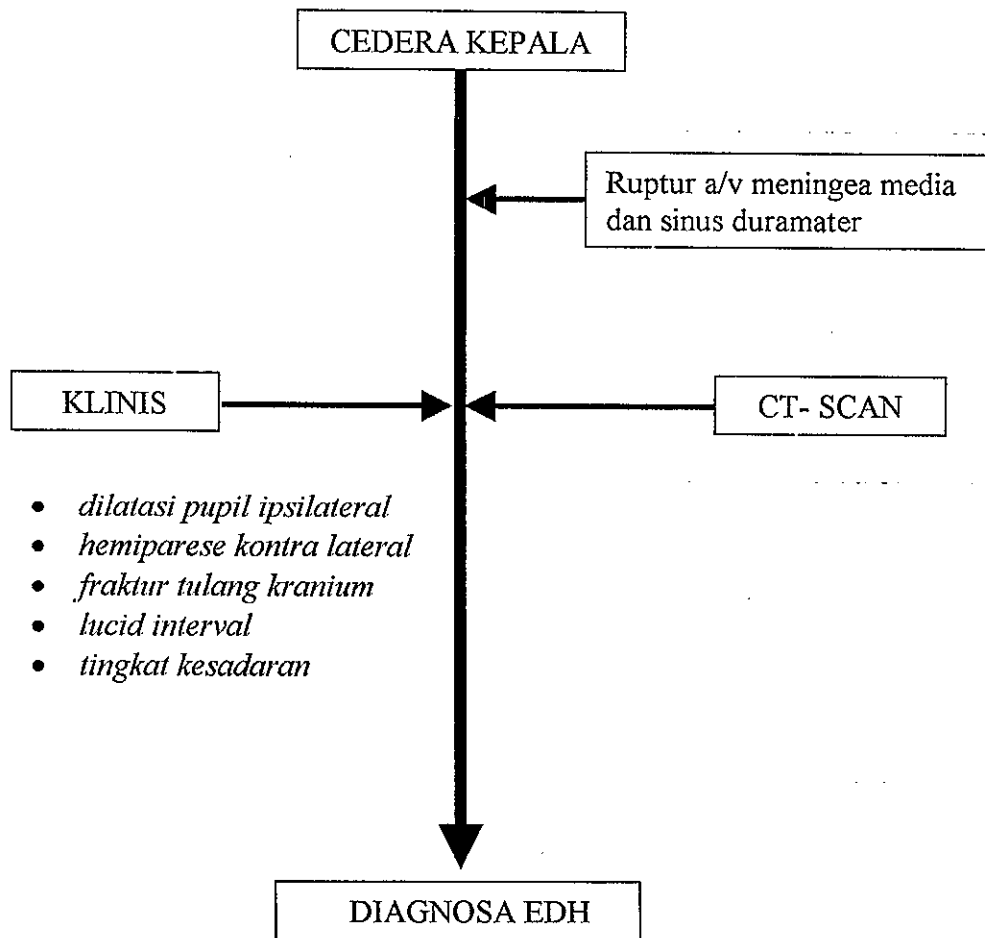 CEDERA KEPALA
Ruptur a/v meningea media
dan sinus duramater
KLINIS
CT- SCAN
• dilatasi pupil ipsilateral
• hemiparese kontra lateral
• fraktur tulang kranium
• lucid interval
• tingkat kesadaran
DIAGNOSA EDH